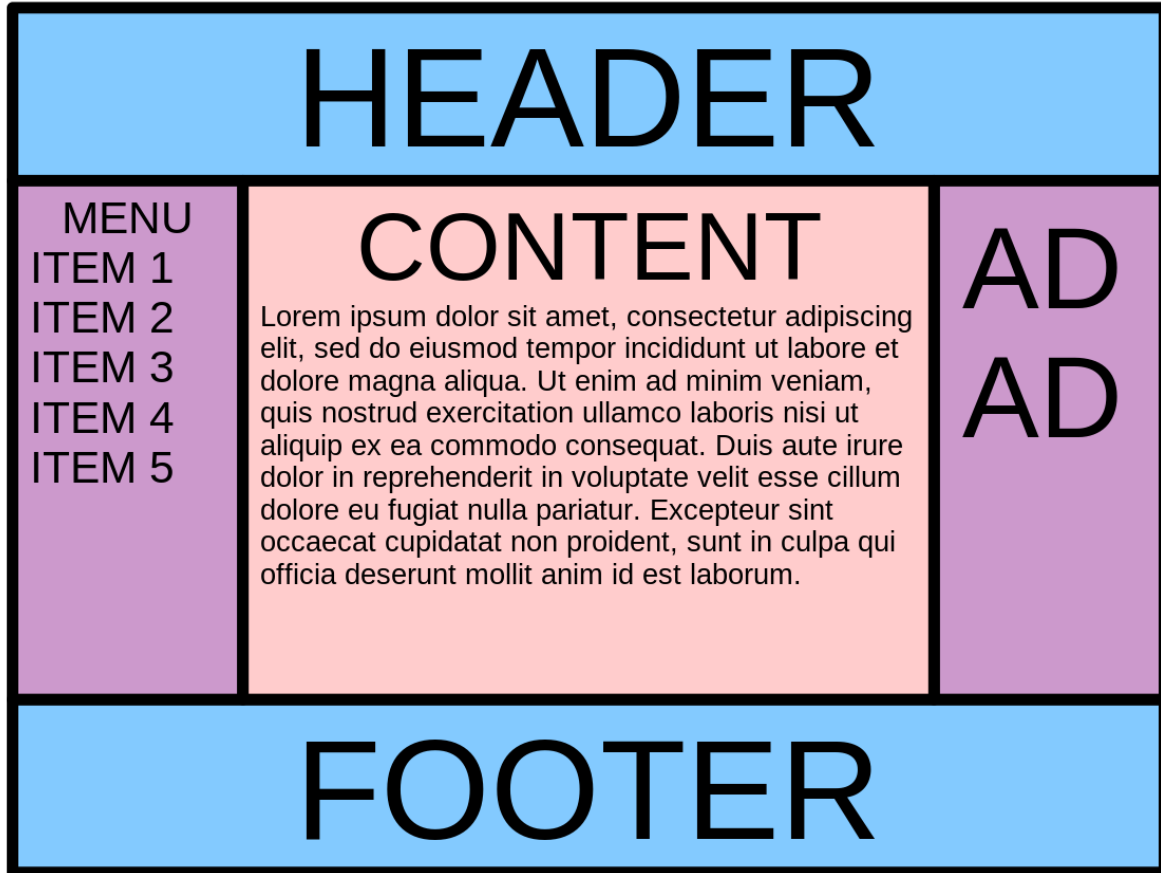 HEADER
MENU
ITEM 1
ITEM 2
ITEM 3
ITEM 4
ITEM 5
CONTENT
Lorem ipsum dolor sit amet, consectetur adipiscing
elit, sed do eiusmod tempor incididunt ut labore et
dolore magna aliqua. Ut enim ad minim veniam,
quis nostrud exercitation ullamco laboris nisi ut
aliquip ex ea commodo consequat. Duis aute irure
dolor in reprehenderit in voluptate velit esse cillum
dolore eu fugiat nulla pariatur. Excepteur sint
occaecat cupidatat non proident, sunt in culpa qui
officia deserunt mollit anim id est laborum.
AD
AD
FOOTER